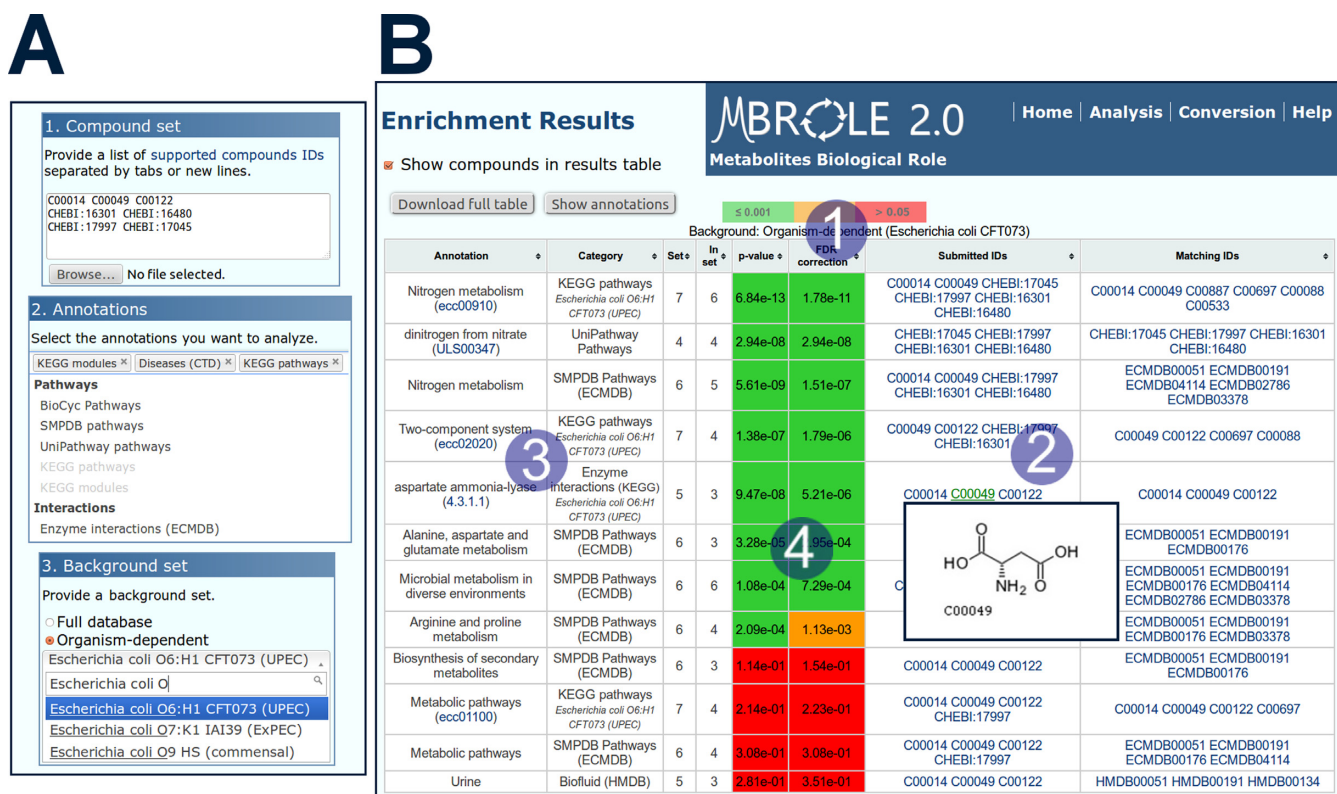 A
B
1. Compound set
Provide a list of supported compounds IDs
separated by tabs or new lines.
C00014 C00049 C00122
CHEBI:16301 CHEBI:16480
CHEBI:17997 CHEBI:17045
Browse... No file selected.
2. Annotations
Select the annotations you want to analyze.
KEGG modules × Diseases (CTD) × KEGG pathways ×
Pathways
BioCyc Pathways
SMPDB pathways
UniPathway pathways
KEGG pathways
KEGG modules
Interactions
Enzyme interactions (ECMDB)
3. Background set
Provide a background set.
Full database
Organism-dependent
Escherichia coli O6:H1 CFT073 (UPEC)
Escherichia coli O
Escherichia coli O6:H1 CFT073 (UPEC)
Escherichia coli O7:K1 IAI39 (ExPEC)
Escherichia coli O9 HS (commensal)
Enrichment Results
MBROLE 2.0
Metabolites Biological Role
Home | Analysis | Conversion | Help
Show compounds in results table
Download full table Show annotations
≤ 0.001 > 0.05
1
Background: Organism-dependent (Escherichia coli CFT073)
Annotation Category Set In set p-value FDR correction Submitted IDs Matching IDs
Nitrogen metabolism (ecc00910) KEGG pathways Escherichia coli O6:H1 CFT073 (UPEC) 7 6 6.84e-13 1.78e-11 C00014 C00049 CHEBI:17045 CHEBI:17997 CHEBI:16301 CHEBI:16480 C00014 C00049 C00887 C00697 C00088 C00533
dinitrogen from nitrate (ULS00347) UniPathway Pathways 4 4 2.94e-08 2.94e-08 CHEBI:17045 CHEBI:17997 CHEBI:16301 CHEBI:16480 CHEBI:17045 CHEBI:17997 CHEBI:16301 CHEBI:16480
Nitrogen metabolism SMPDB Pathways (ECMDB) 6 5 5.61e-09 1.51e-07 C00014 C00049 CHEBI:17997 CHEBI:16301 CHEBI:16480 ECMDB00051 ECMDB00191 ECMDB04114 ECMDB02786 ECMDB03378
Two-component system (ecc02020) KEGG pathways Escherichia coli O6:H1 CFT073 (UPEC) 7 4 1.38e-07 1.79e-06 C00049 C00122 CHEBI:17997 CHEBI:16301 C00049 C00122 C00697 C00088
3
2
aspartate ammonia-lyase (4.3.1.1) Enzyme interactions (KEGG) Escherichia coli O6:H1 CFT073 (UPEC) 5 3 9.47e-08 5.21e-06 C00014 C00049 C00122 C00014 C00049 C00122
Alanine, aspartate and glutamate metabolism SMPDB Pathways (ECMDB) 6 3 3.28e-05 ECMDB00051 ECMDB00191 ECMDB00176
4
Microbial metabolism in diverse environments SMPDB Pathways (ECMDB) 6 6 1.08e-04 7.29e-04 ECMDB00051 ECMDB00191 ECMDB00176 ECMDB04114 ECMDB02786 ECMDB03378
O
HO
OH
NH2 O
C00049
Arginine and proline metabolism SMPDB Pathways (ECMDB) 6 4 2.09e-04 1.13e-03 ECMDB00051 ECMDB00191 ECMDB00176 ECMDB03378
Biosynthesis of secondary metabolites SMPDB Pathways (ECMDB) 6 3 1.14e-01 1.54e-01 C00014 C00049 C00122 ECMDB00051 ECMDB00191 ECMDB00176
Metabolic pathways (ecc01100) KEGG pathways Escherichia coli O6:H1 CFT073 (UPEC) 7 4 2.14e-01 2.23e-01 C00014 C00049 C00122 CHEBI:17997 C00014 C00049 C00122 C00697
Metabolic pathways SMPDB Pathways (ECMDB) 6 4 3.08e-01 3.08e-01 C00014 C00049 C00122 CHEBI:17997 ECMDB00051 ECMDB00191 ECMDB00176 ECMDB04114
Urine Biofluid (HMDB) 5 3 2.81e-01 3.51e-01 C00014 C00049 C00122 HMDB00051 HMDB00191 HMDB00134